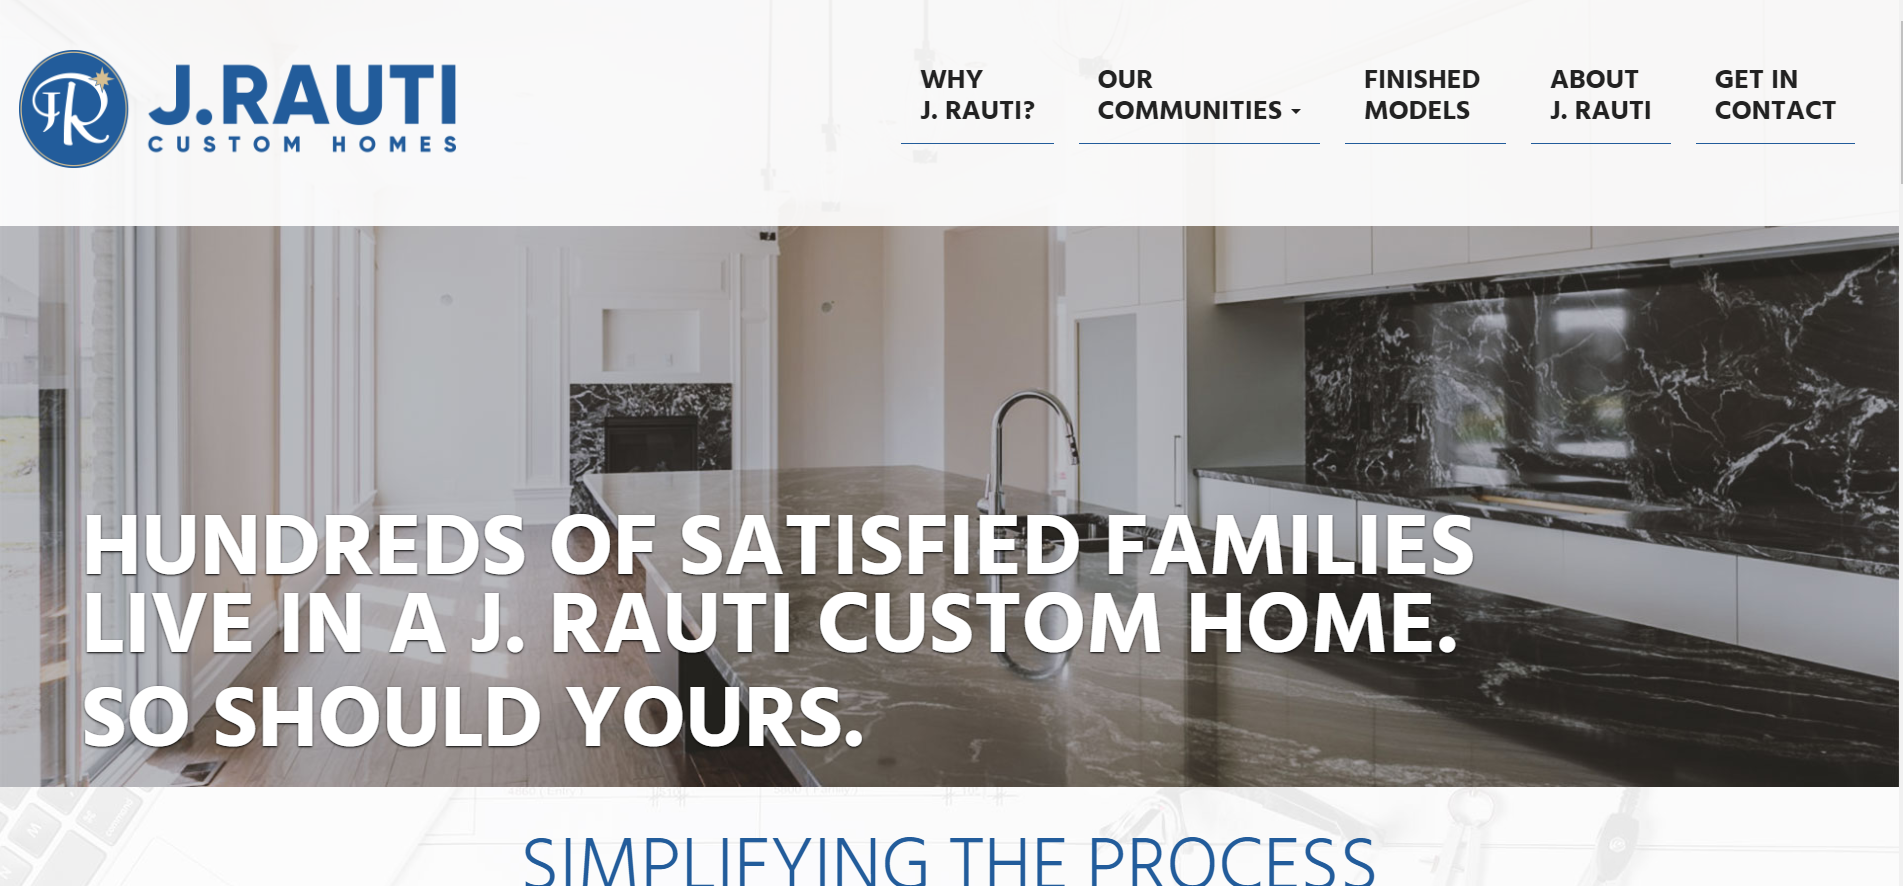 J.RAUTI
CUSTOM HOMES
WHY
J. RAUTI?
OUR
COMMUNITIES
FINISHED
MODELS
ABOUT
J. RAUTI
GET IN
CONTACT
HUNDREDS OF SATISFIED FAMILIES
LIVE IN A J. RAUTI CUSTOM HOME.
SO SHOULD YOURS.
SIMPLIFYING THE PROCESS